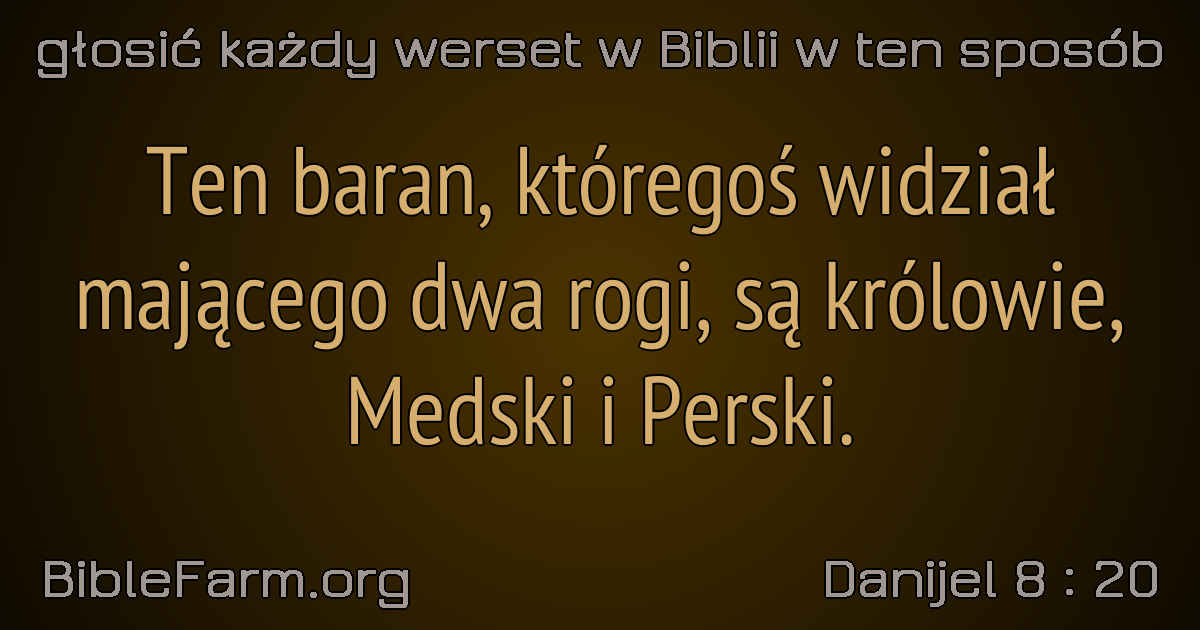 głosić każdy werset w Biblii w ten sposób
Ten baran, któregoś widział
mającego dwa rogi, są królowie,
Medski i Perski.
BibleFarm.org
Danijel 8 : 20